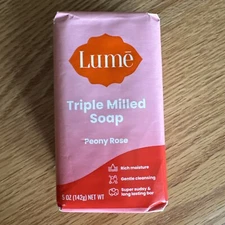 Lumē
Triple Milled
Soap
Peony Rose
Rich moisture
Gentle cleansing
Super sudsy &
long lasting bar
5 OZ (142g) NET WT